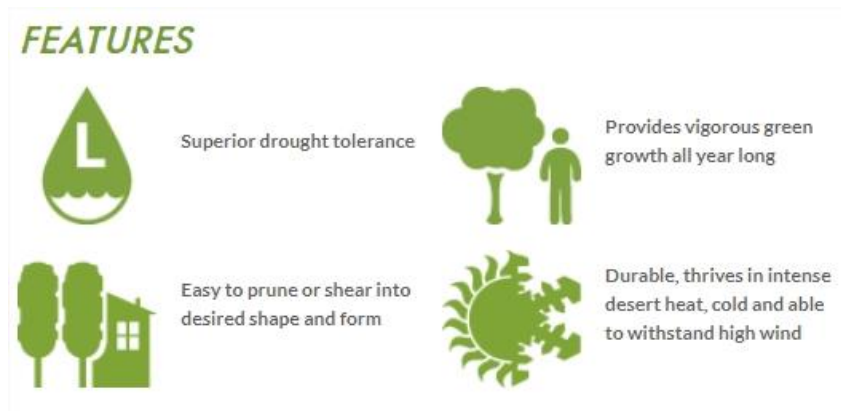 FEATURES
L
Superior drought tolerance
Provides vigorous green
growth all year long
Easy to prune or shear into
desired shape and form
Durable, thrives in intense
desert heat, cold and able
to withstand high wind